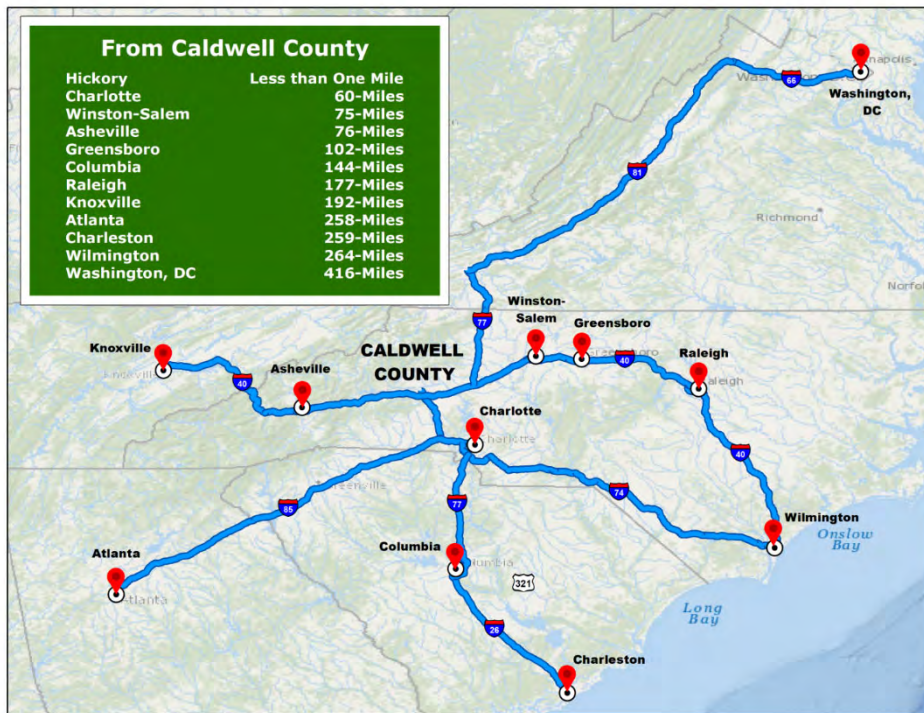 From Caldwell County
Hickory Less than One Mile
Charlotte 60-Miles
Winston-Salem 75-Miles
Asheville 76-Miles
Greensboro 102-Miles
Columbia 144-Miles
Raleigh 177-Miles
Knoxville 192-Miles
Atlanta 258-Miles
Charleston 259-Miles
Wilmington 264-Miles
Washington, DC 416-Miles
66
Washington,
DC
81
Richmond
Norfol
77
Winston-
Salem
Greensboro
Knoxville
CALDWELL
COUNTY
Asheville
40
40
Raleigh
Charlotte
Charlotte
40
74
85
77
Wilmington
Onslow
Bay
Columbia
Atlanta
Atlanta
321
Long
Bay
26
Charleston